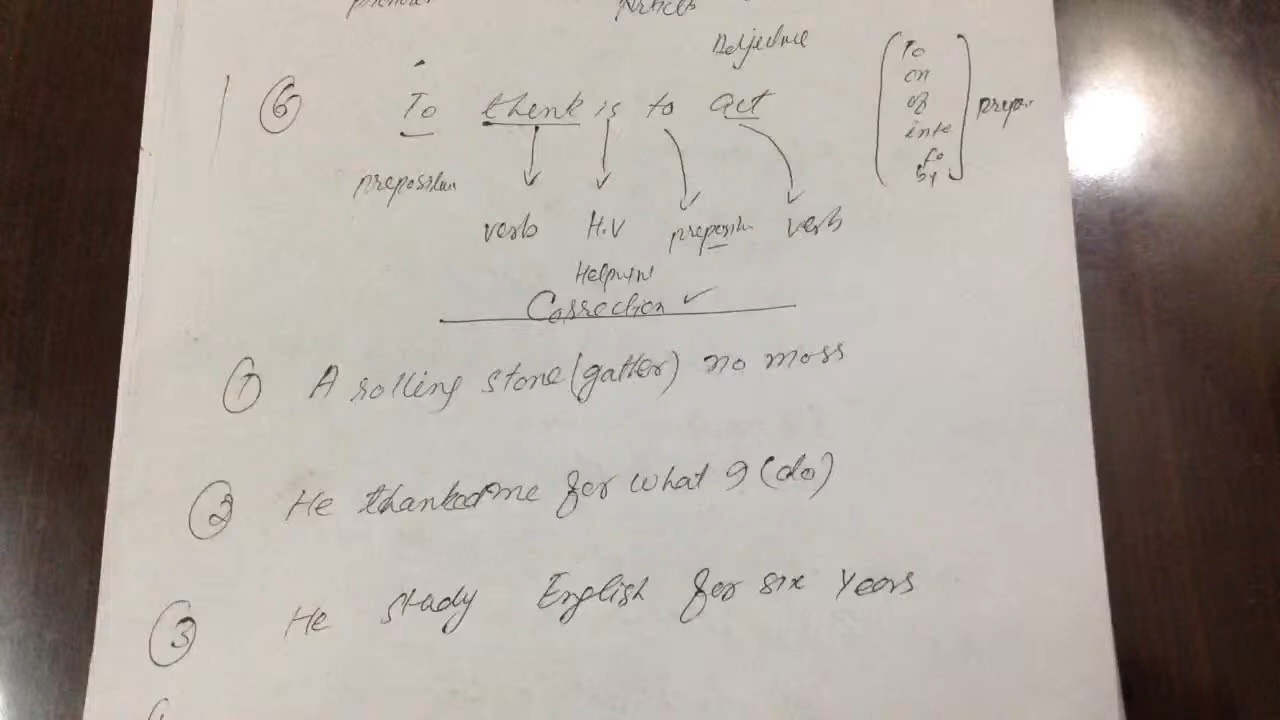 Articles
Adjective
6 To think is to act
To
on
of
into
for
By
preposition
verb H.V preposition verb
Helping
Correction ✓
1 A rolling stone (gather) no moss
2 He thanked me for what I (do)
3 He study English for six years